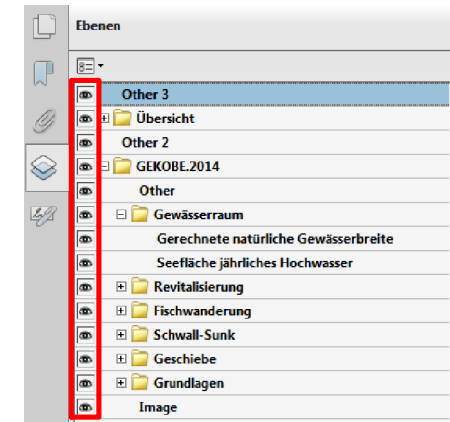 Ebenen
Other 3
Übersicht
Other 2
GEKOBE.2014
Other
Gewässerraum
Gerechnete natürliche Gewässerbreite
Seefläche jährliches Hochwasser
Revitalisierung
Fischwanderung
Schwall-Sunk
Geschiebe
Grundlagen
Image